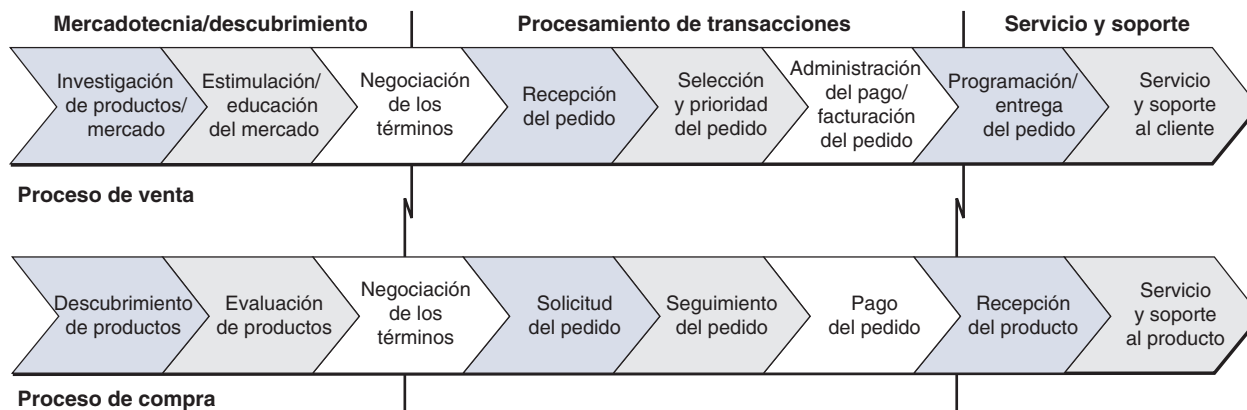 Mercadotecnia/descubrimiento
Procesamiento de transacciones
Servicio y soporte
Investigación
de productos/
mercado
Estimulación/
educación
del mercado
Negociación
de los
términos
Recepción
del pedido
Selección
y prioridad
del pedido
Administración
del pago/
facturación
del pedido
Programación/
entrega
del pedido
Servicio
y soporte
al cliente
Proceso de venta
Descubrimiento
de productos
Evaluación
de productos
Negociación
de los
términos
Solicitud
del pedido
Seguimiento
del pedido
Pago
del pedido
Recepción
del producto
Servicio
y soporte
al producto
Proceso de compra